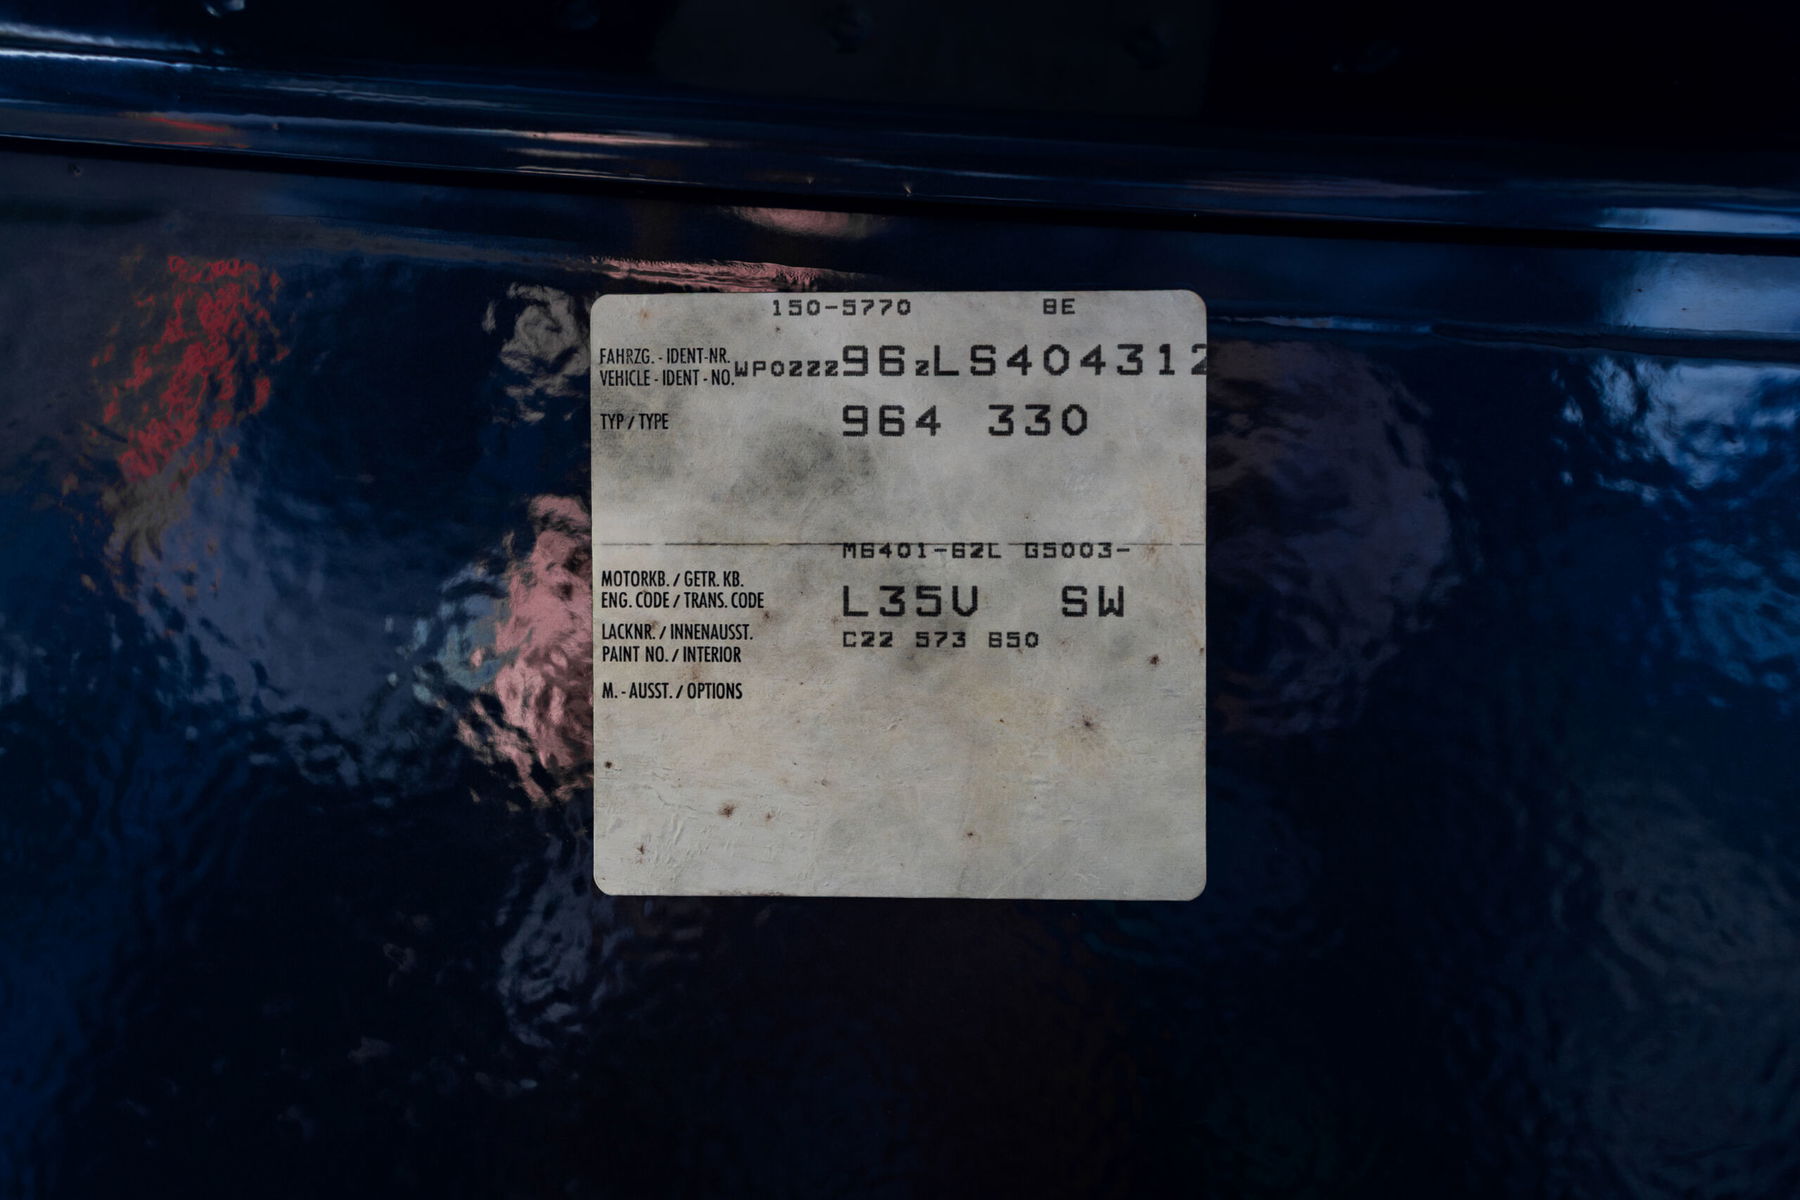 150-5770 BE
FAHRZG. - IDENT-NR.
VEHICLE - IDENT - NO. WP0ZZZ96ZLS404312
TYP / TYPE 964 330
M6401-62L G5003-
MOTORKB. / GETR. KB.
ENG. CODE / TRANS. CODE L35V SW
LACKNR. / INNENAUSST. C22 573 650
PAINT NO. / INTERIOR
M. - AUSST. / OPTIONS